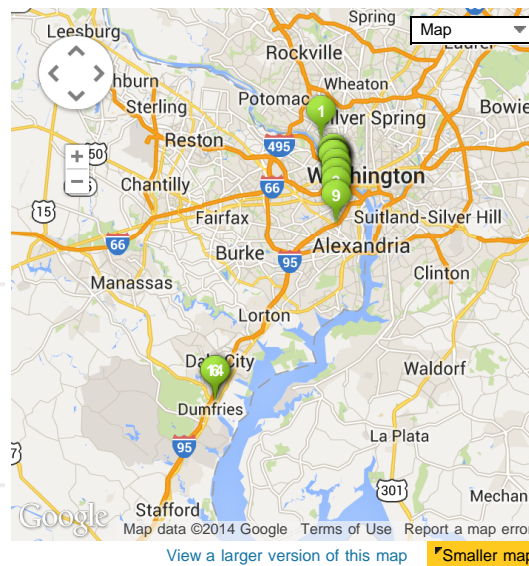 Spring
Leesburg
Map
Laurel
Rockville
hburn
Wheaton
Potomac
1
Bowie
Sterling
ilver Spring
Reston
495
50
Washington
Chantilly
66
9
15
Fairfax
Suitland-Silver Hill
66
Burke
95
Alexandria
Manassas
Clinton
Lorton
Dale City
Waldorf
Dumfries
La Plata
95
301
Mechan
Stafford
Google
Map data ©2014 Google Terms of Use Report a map error
View a larger version of this map
Smaller map